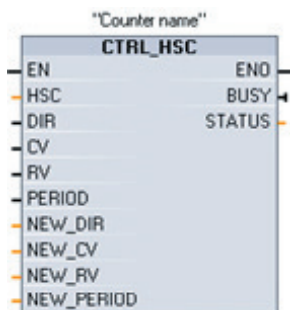 "Counter name"
CTRL_HSC
EN ENO
HSC BUSY
DIR STATUS
CV
RV
PERIOD
NEW_DIR
NEW_CV
NEW_RV
NEW_PERIOD